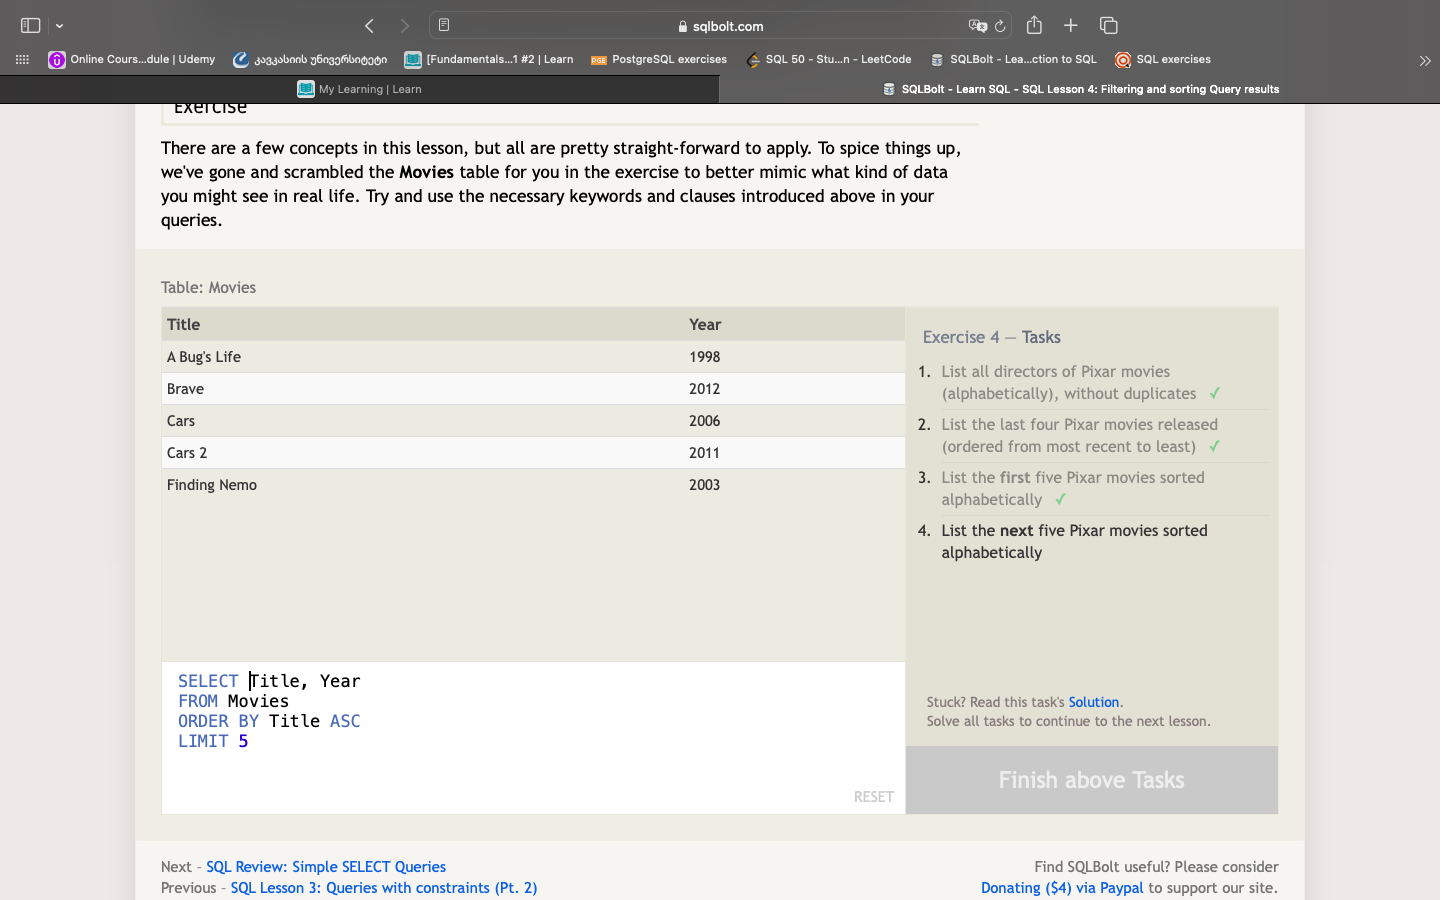 sqlbolt.com
Online Cours...dule | Udemy
კავკასიის უნივერსიტეტი
[Fundamentals...1 #2 | Learn
PGE PostgreSQL exercises
SQL 50 - Stu...n - LeetCode
SQLBolt - Lea...ction to SQL
SQL exercises
My Learning | Learn
SQLBolt - Learn SQL - SQL Lesson 4: Filtering and sorting Query results
Exercise
There are a few concepts in this lesson, but all are pretty straight-forward to apply. To spice things up,
we've gone and scrambled the Movies table for you in the exercise to better mimic what kind of data
you might see in real life. Try and use the necessary keywords and clauses introduced above in your
queries.
Table: Movies
Title Year
A Bug's Life 1998
Brave 2012
Cars 2006
Cars 2 2011
Finding Nemo 2003
SELECT Title, Year
FROM Movies
ORDER BY Title ASC
LIMIT 5
RESET
Exercise 4 — Tasks
1. List all directors of Pixar movies
(alphabetically), without duplicates ✓
2. List the last four Pixar movies released
(ordered from most recent to least) ✓
3. List the first five Pixar movies sorted
alphabetically ✓
4. List the next five Pixar movies sorted
alphabetically
Stuck? Read this task's Solution.
Solve all tasks to continue to the next lesson.
Finish above Tasks
Next - SQL Review: Simple SELECT Queries
Previous - SQL Lesson 3: Queries with constraints (Pt. 2)
Find SQLBolt useful? Please consider
Donating ($4) via Paypal to support our site.